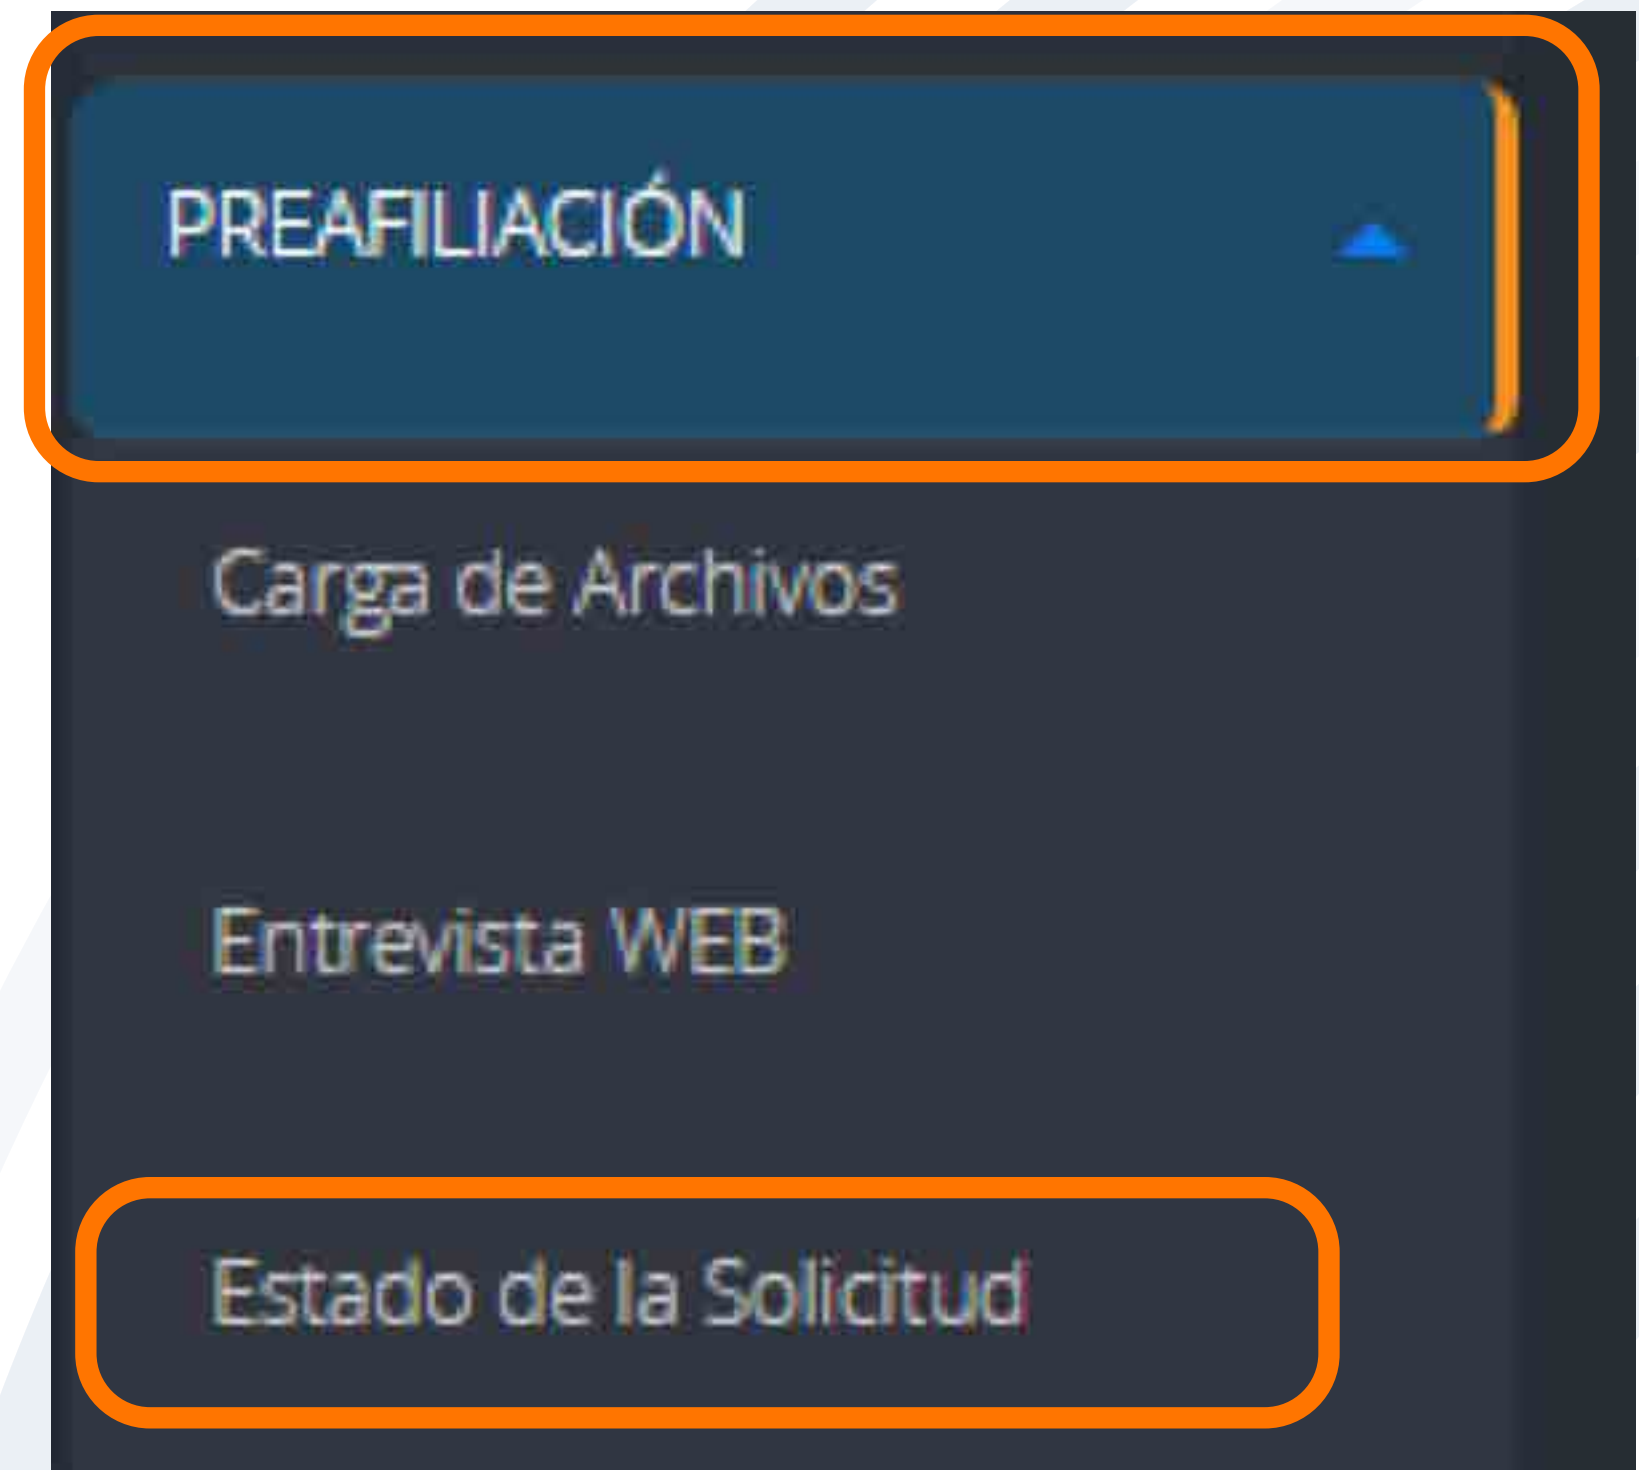 PREAFILIACIÓN
Carga de Archivos
Entrevista WEB
Estado de la Solicitud